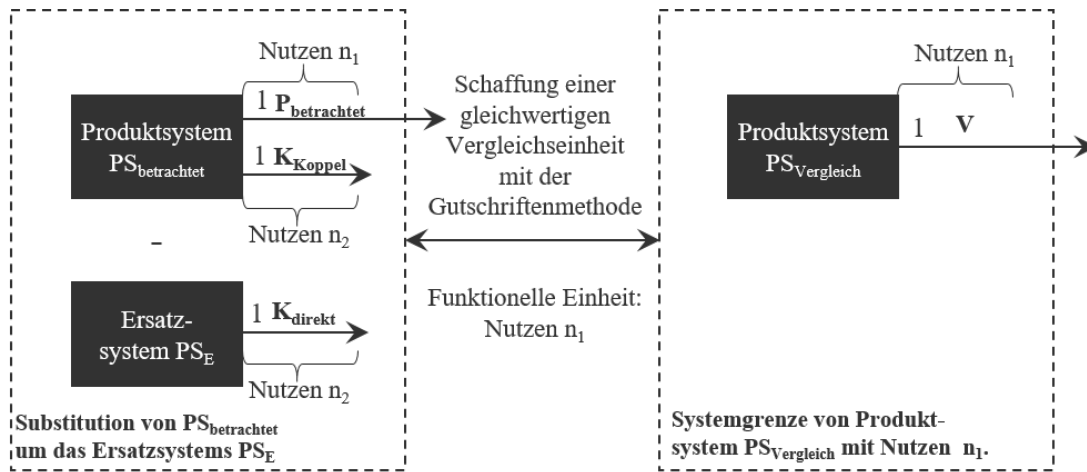 Nutzen n1
1 Pbetrachtet
Produktsystem
PSbetrachtet
1 KKoppel
Nutzen n2
-
Ersatz-
system PSE
1 Kdirekt
Nutzen n2
Substitution von PSbetrachtet
um das Ersatzsystems PSE
Schaffung einer
gleichwertigen
Vergleichseinheit
mit der
Gutschriftenmethode
Funktionelle Einheit:
Nutzen n1
Nutzen n1
Produktsystem
PSVergleich
1 V
Systemgrenze von Produkt-
system PSVergleich mit Nutzen n1.